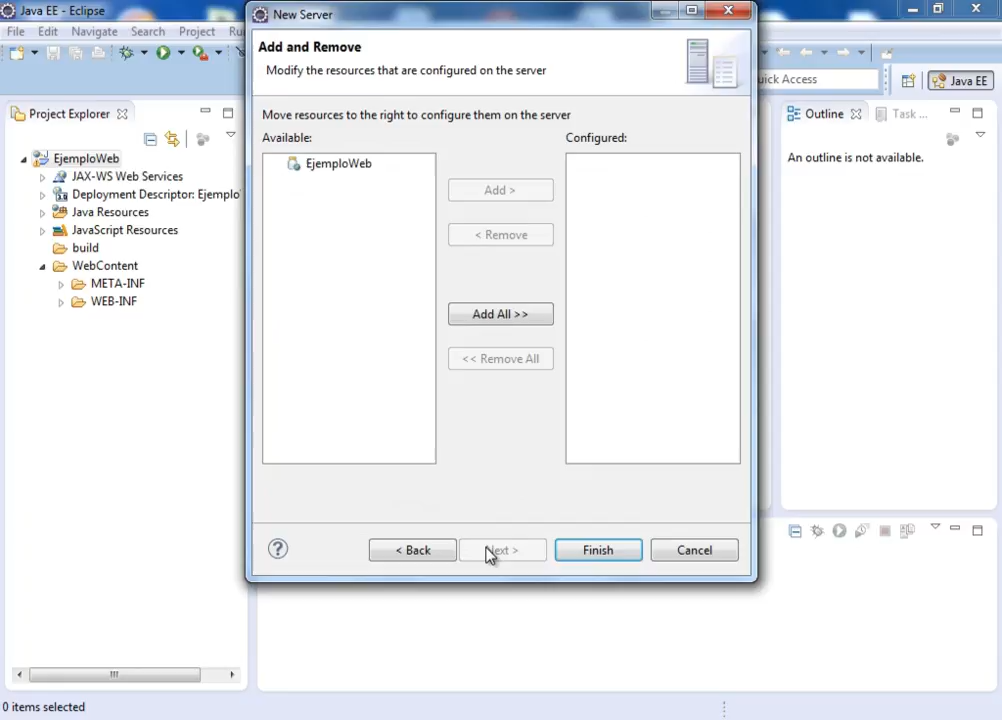 Java EE - Eclipse
File Edit Navigate Search Project Ru
Quick Access
Java EE
Project Explorer
EjemploWeb
JAX-WS Web Services
Deployment Descriptor: Ejemplo
Java Resources
JavaScript Resources
build
WebContent
META-INF
WEB-INF
0 items selected
New Server
Add and Remove
Modify the resources that are configured on the server
Move resources to the right to configure them on the server
Available:
Configured:
EjemploWeb
Add >
< Remove
Add All >>
<< Remove All
< Back
Next >
Finish
Cancel
Outline
Task ...
An outline is not available.